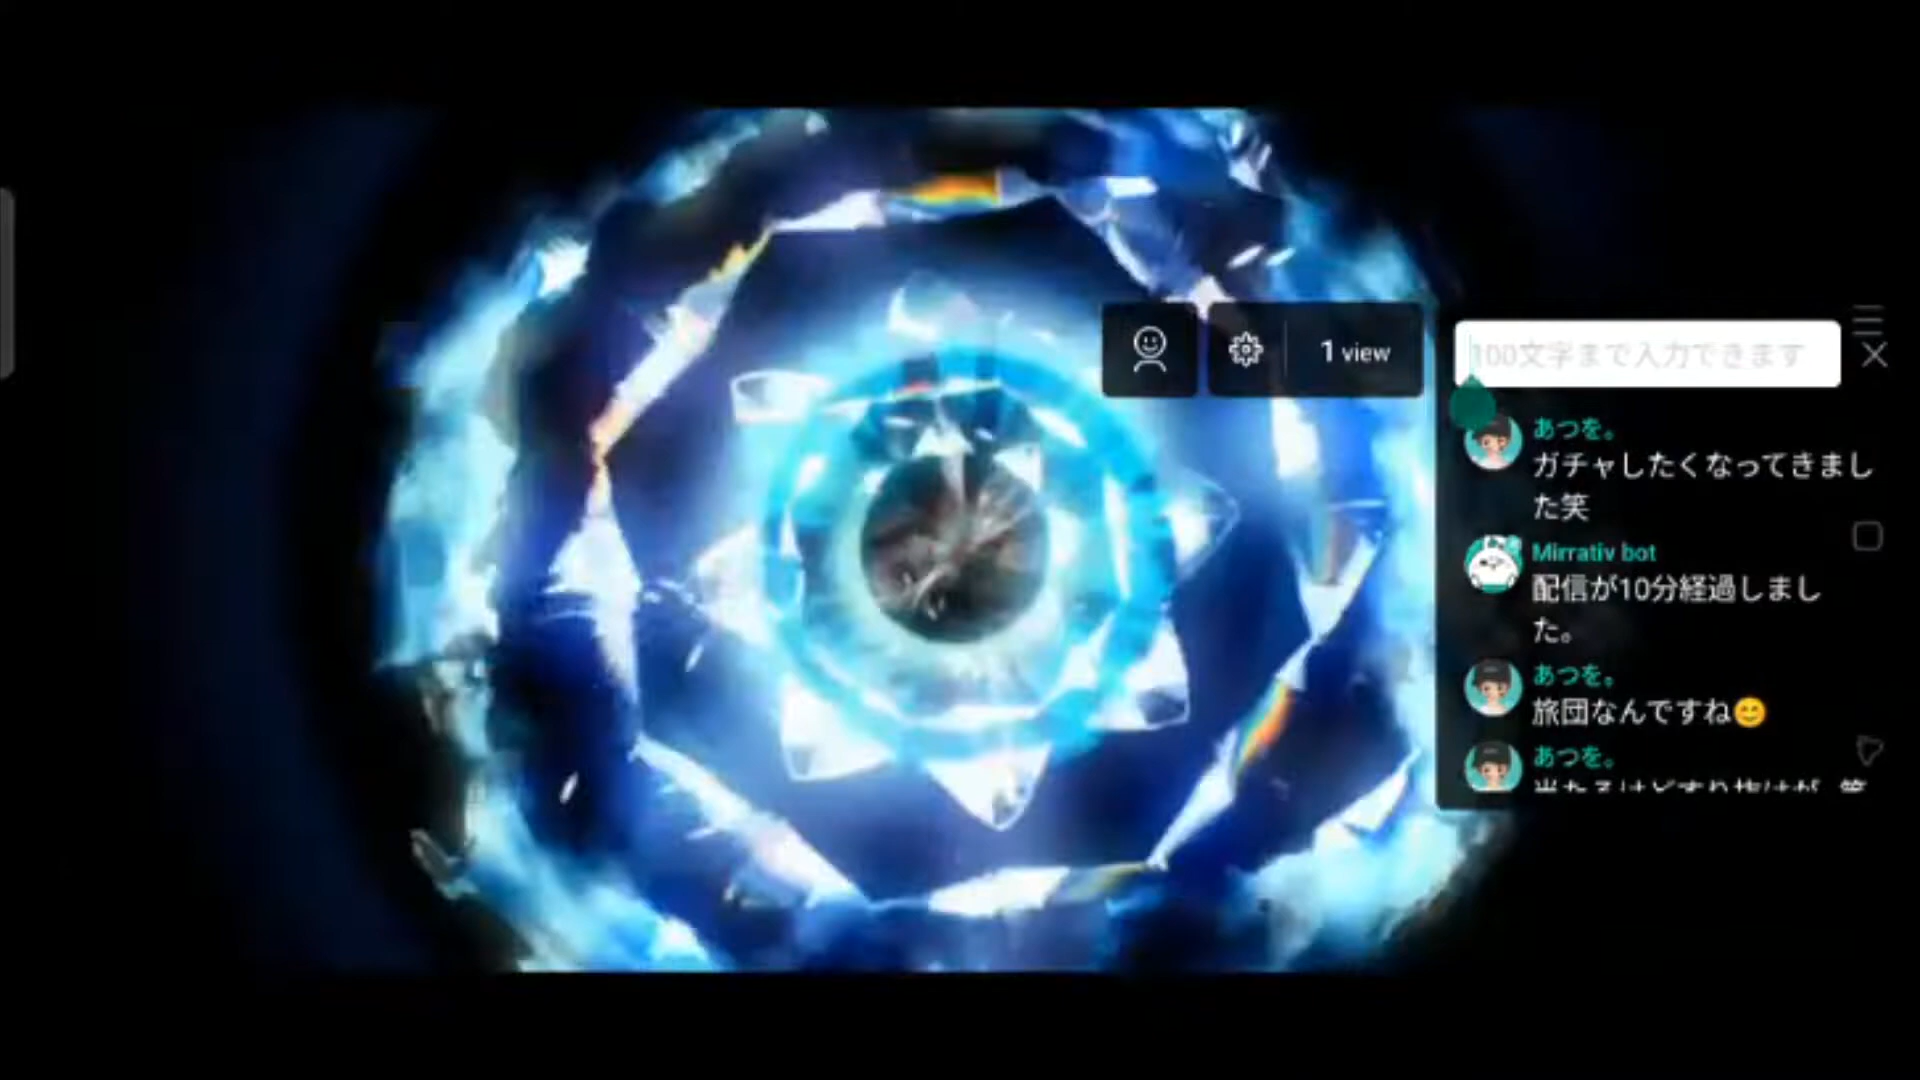 1 view
100文字まで入力できます
あつを。
ガチャしたくなってきまし
た笑
Mirrativ bot
配信が10分経過しまし
た。
あつを。
旅団なんですね😊
あつを。